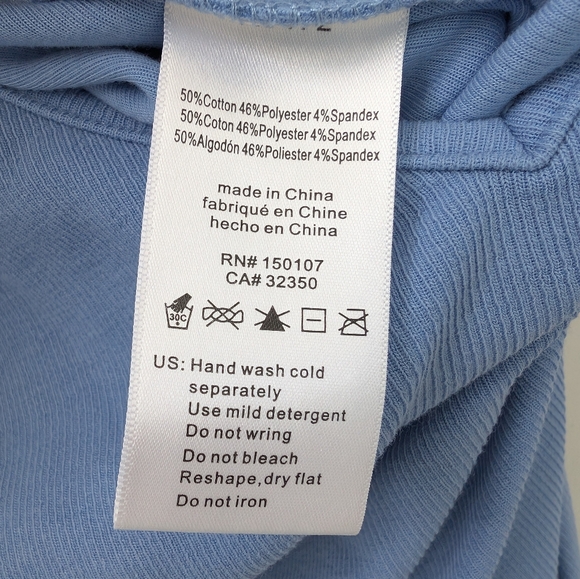 50%Cotton 46%Polyester 4%Spandex
50%Coton 46%Polyester 4%Spandex
50%Algodón 46%Poliester 4%Spandex
made in China
fabriqué en Chine
hecho en China
RN# 150107
CA# 32350
30C
US: Hand wash cold
separately
Use mild detergent
Do not wring
Do not bleach
Reshape,dry flat
Do not iron